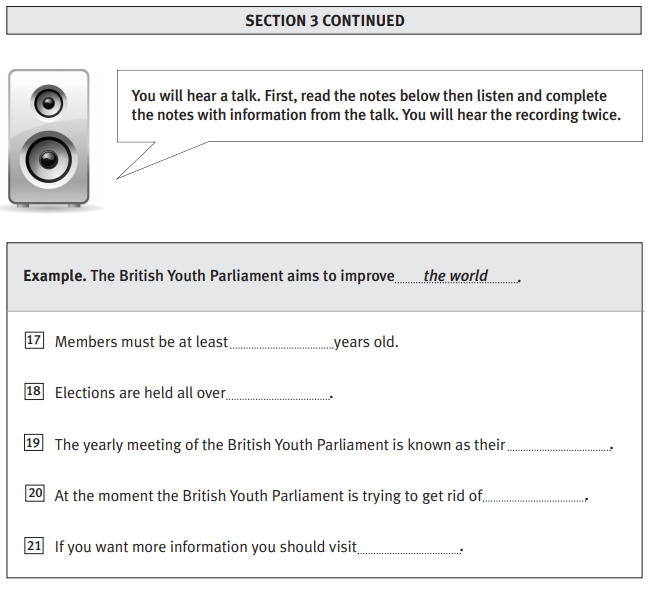 SECTION 3 CONTINUED
You will hear a talk. First, read the notes below then listen and complete
the notes with information from the talk. You will hear the recording twice.
Example. The British Youth Parliament aims to improve......the world.........
17 Members must be at least..........................years old.
18 Elections are held all over...........................
19 The yearly meeting of the British Youth Parliament is known as their...........................
20 At the moment the British Youth Parliament is trying to get rid of...........................
21 If you want more information you should visit...........................